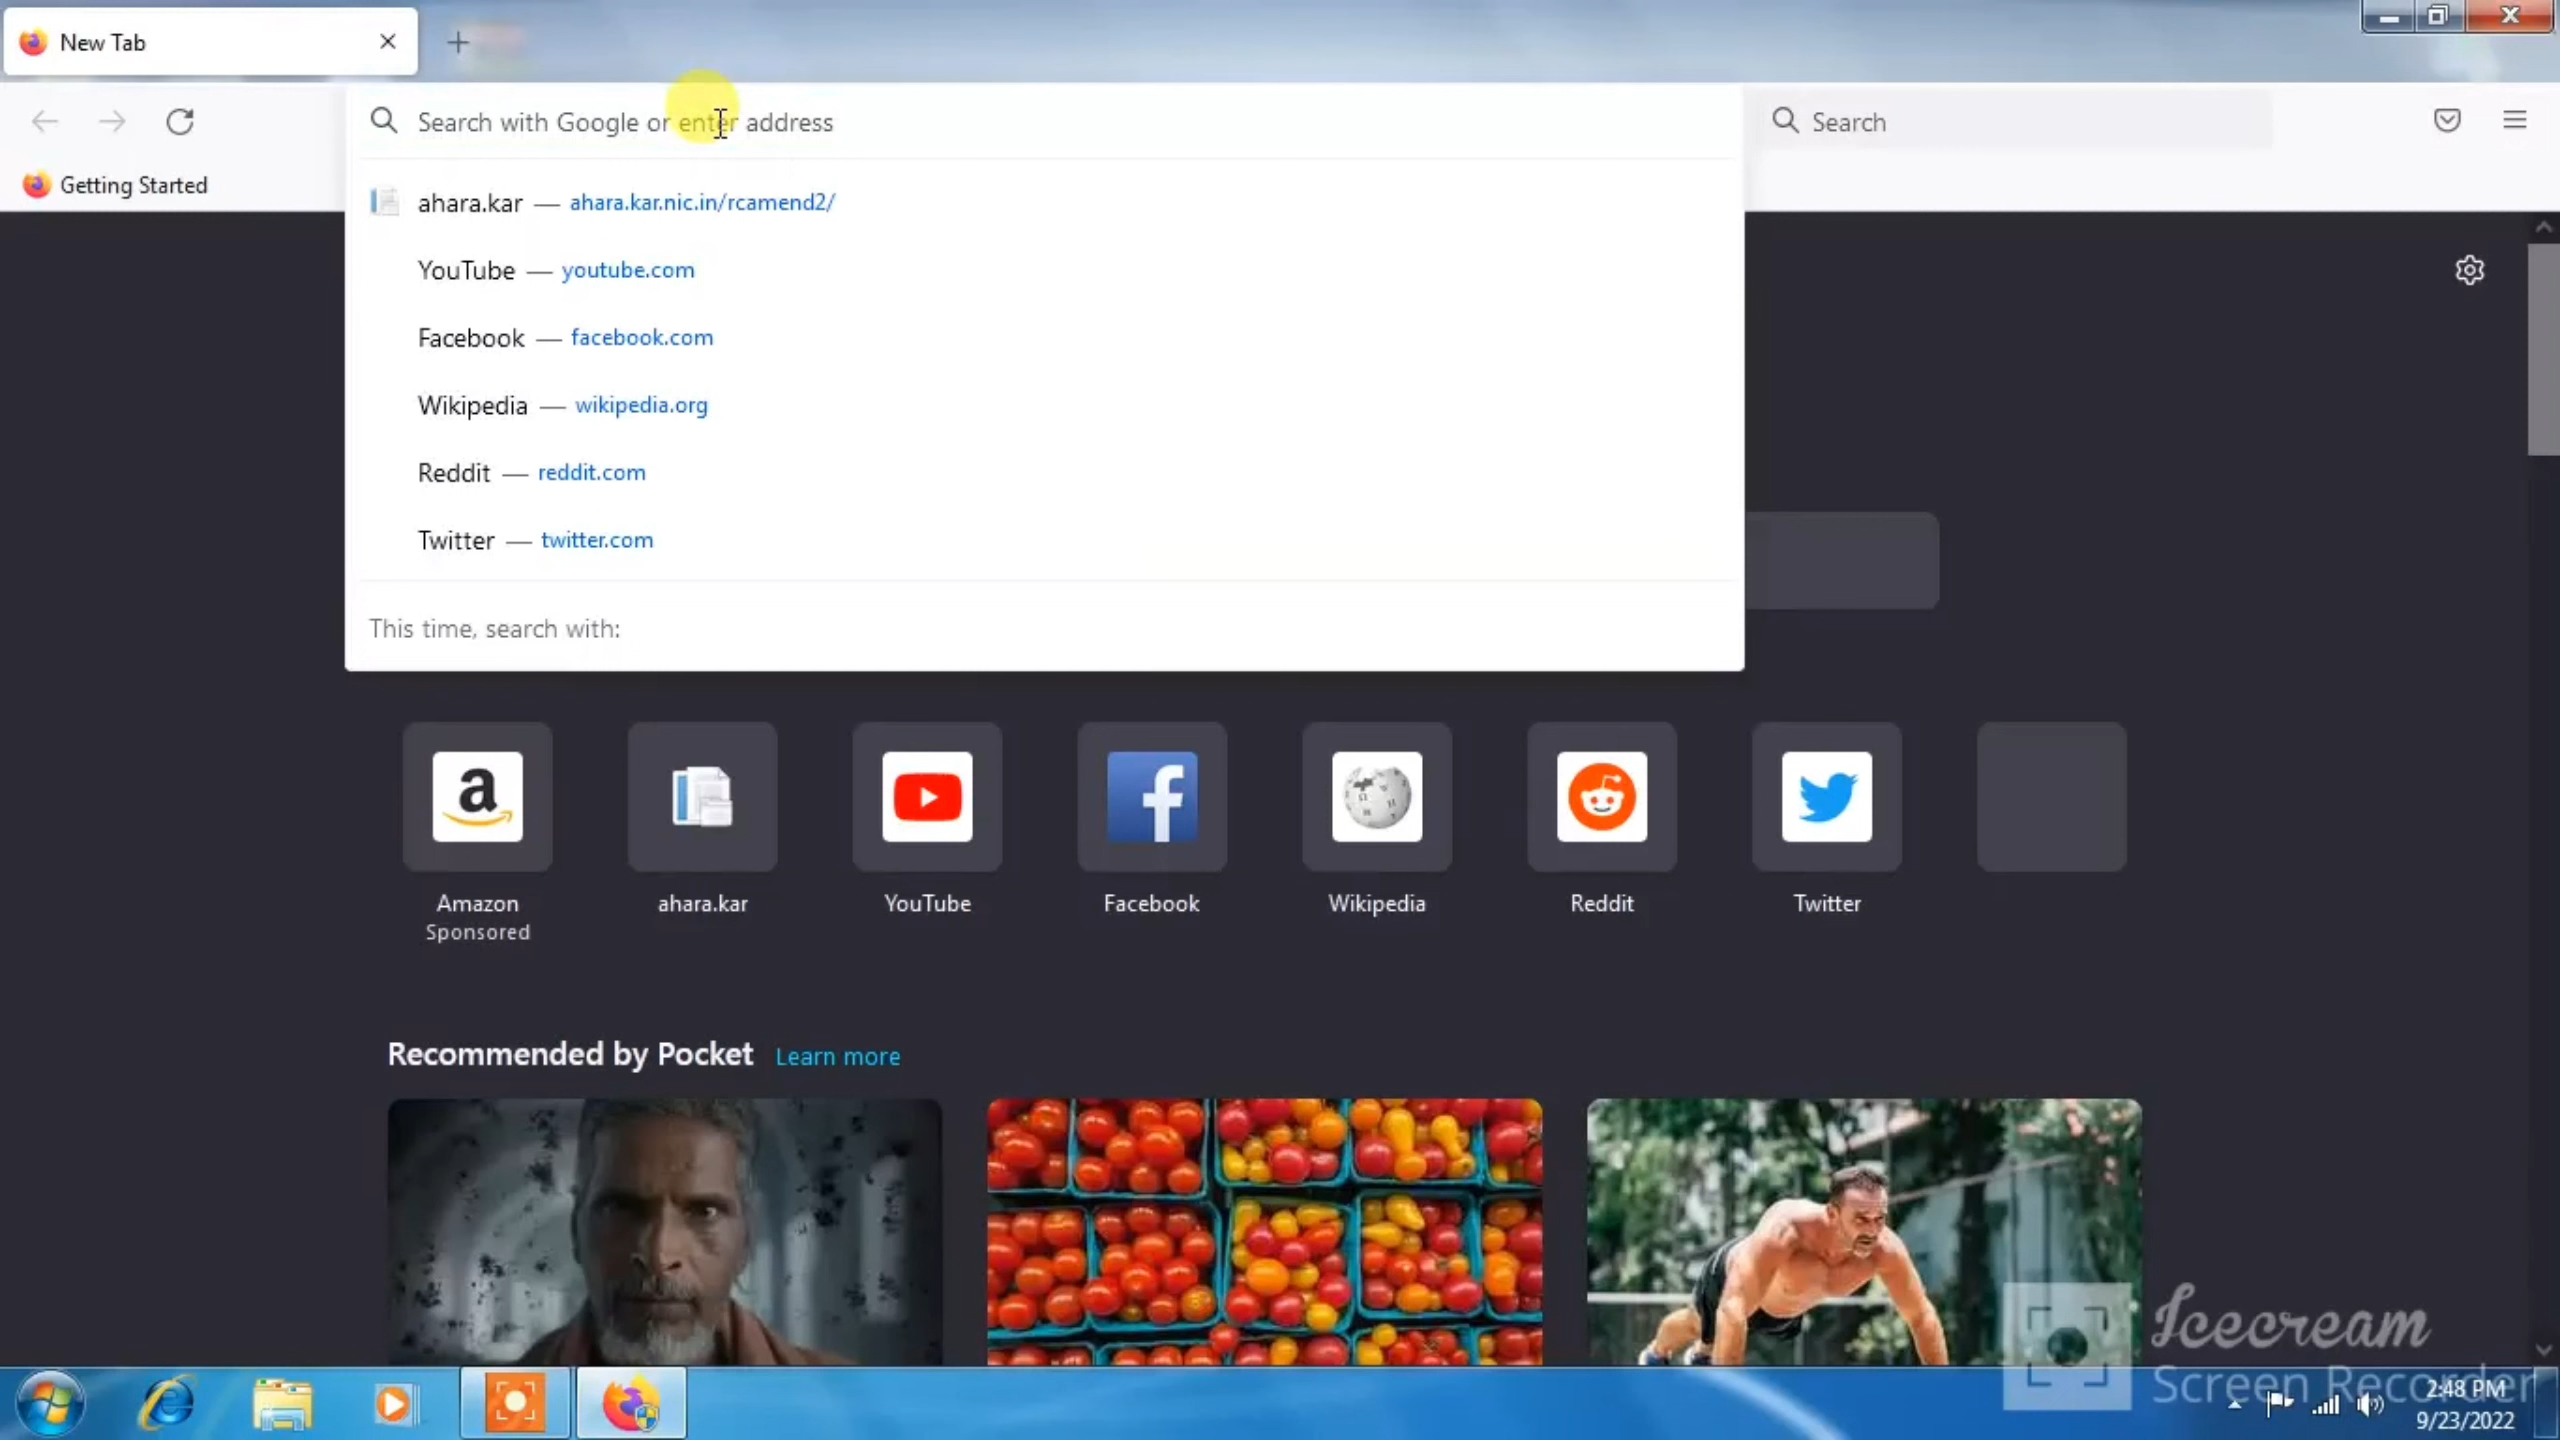 New Tab
Search with Google or enter address
Search
Getting Started
ahara.kar — ahara.kar.nic.in/rcamend2/
YouTube — youtube.com
Facebook — facebook.com
Wikipedia — wikipedia.org
Reddit — reddit.com
Twitter — twitter.com
This time, search with:
Amazon
Sponsored
ahara.kar
YouTube
Facebook
Wikipedia
Reddit
Twitter
Recommended by Pocket Learn more
Icecream
Screen Recorder
2:48 PM
9/23/2022